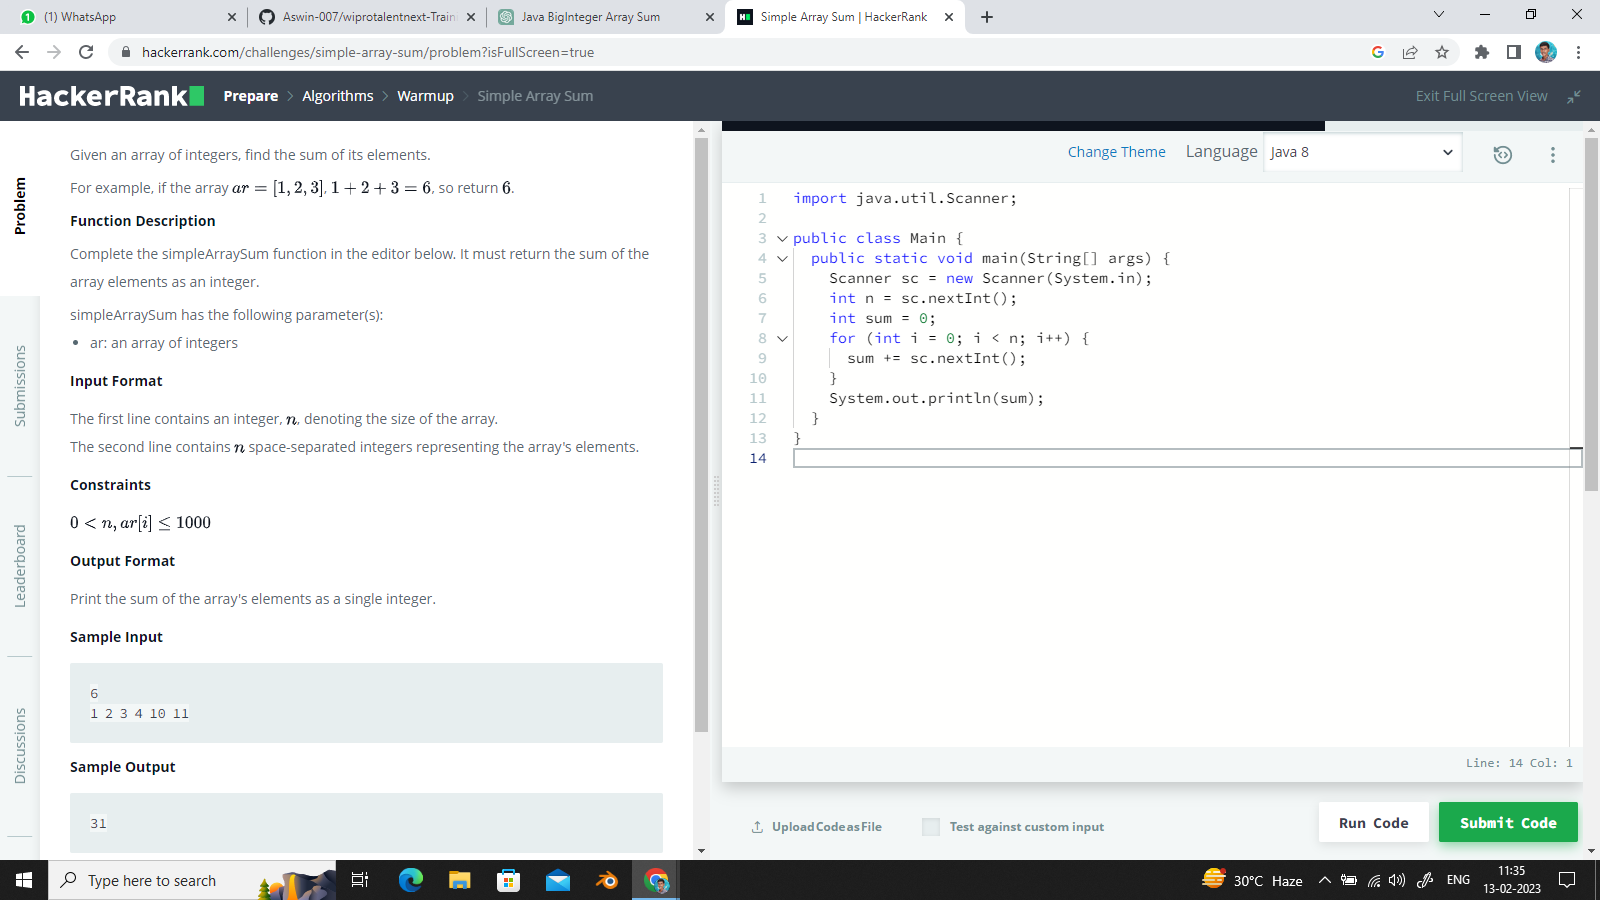 (1) WhatsApp
Aswin-007/wiprotalentnext-Train
Java BigInteger Array Sum
Simple Array Sum | HackerRank
hackerrank.com/challenges/simple-array-sum/problem?isFullScreen=true
HackerRank
Prepare > Algorithms > Warmup > Simple Array Sum
Exit Full Screen View
Problem
Submissions
Leaderboard
Discussions
Given an array of integers, find the sum of its elements.
For example, if the array ar = [1, 2, 3], 1 + 2 + 3 = 6, so return 6.
Function Description
Complete the simpleArraySum function in the editor below. It must return the sum of the
array elements as an integer.
simpleArraySum has the following parameter(s):
• ar: an array of integers
Input Format
The first line contains an integer, n, denoting the size of the array.
The second line contains n space-separated integers representing the array's elements.
Constraints
0 < n, ar[i] ≤ 1000
Output Format
Print the sum of the array's elements as a single integer.
Sample Input
6
1 2 3 4 10 11
Sample Output
31
Change Theme
Language
Java 8
1 import java.util.Scanner;
2
3 public class Main {
4 public static void main(String[] args) {
5 Scanner sc = new Scanner(System.in);
6 int n = sc.nextInt();
7 int sum = 0;
8 for (int i = 0; i < n; i++) {
9 sum += sc.nextInt();
10 }
11 System.out.println(sum);
12 }
13 }
14
Line: 14 Col: 1
Upload Code as File
Test against custom input
Run Code
Submit Code
Type here to search
30°C Haze
ENG
11:35
13-02-2023